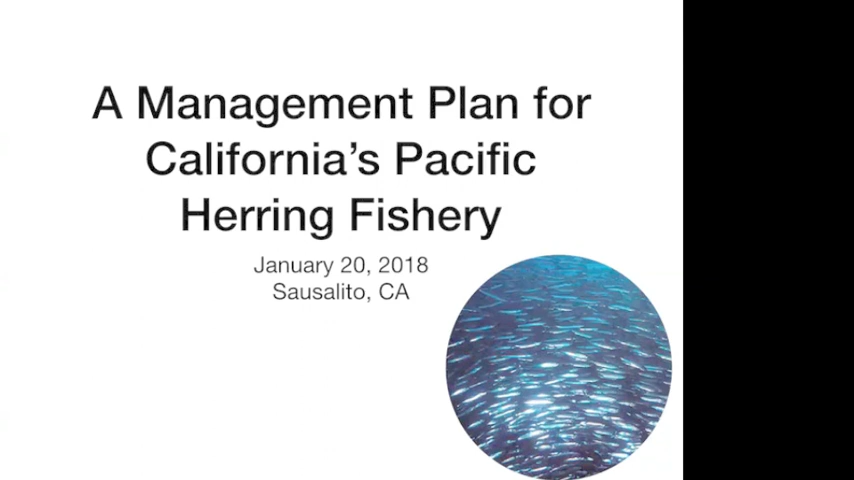 A Management Plan for
California’s Pacific
Herring Fishery
January 20, 2018
Sausalito, CA